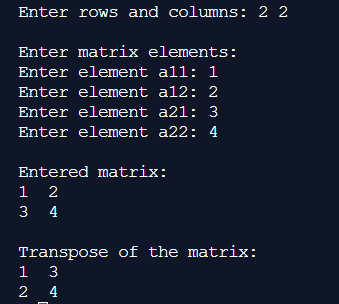 Enter rows and columns: 2 2
Enter matrix elements:
Enter element a11: 1
Enter element a12: 2
Enter element a21: 3
Enter element a22: 4
Entered matrix:
1  2
3  4
Transpose of the matrix:
1  3
2  4